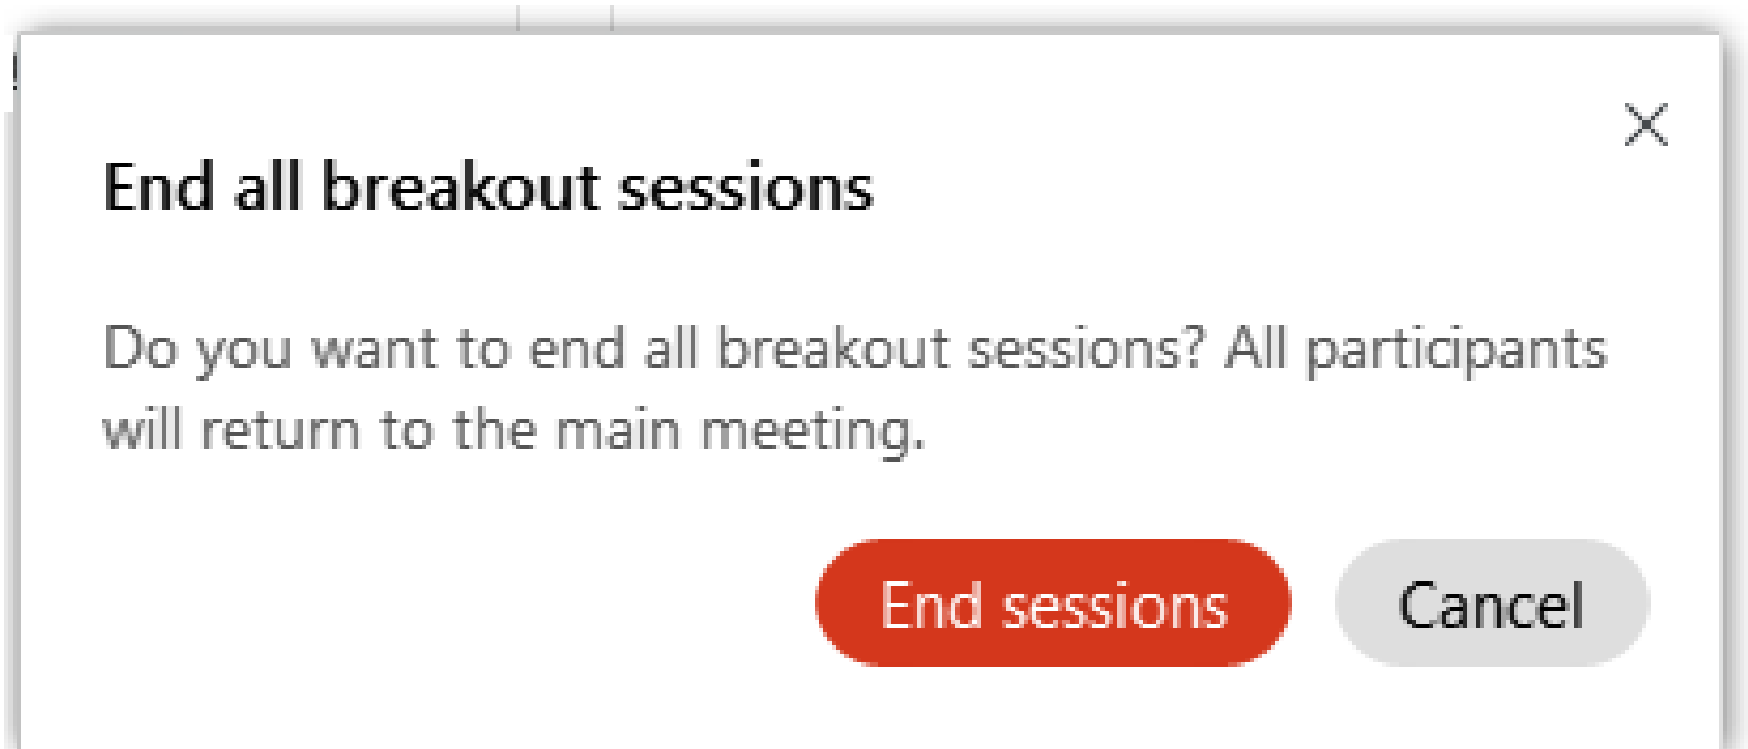 End all breakout sessions
Do you want to end all breakout sessions? All participants
will return to the main meeting.
End sessions
Cancel